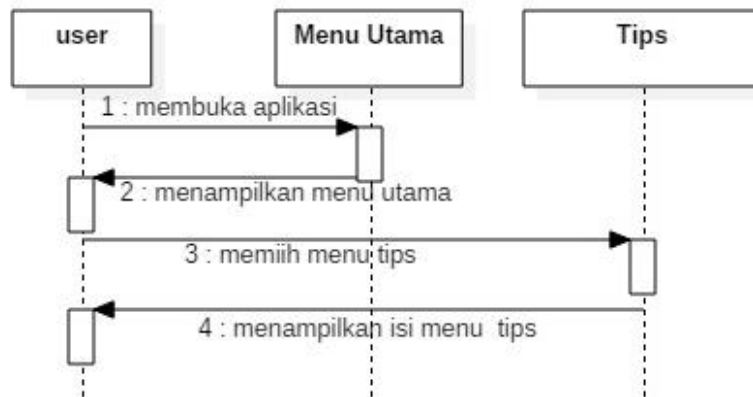 user
Menu Utama
Tips
1 : membuka aplikasi
2 : menampilkan menu utama
3 : memiih menu tips
4 : menampilkan isi menu tips